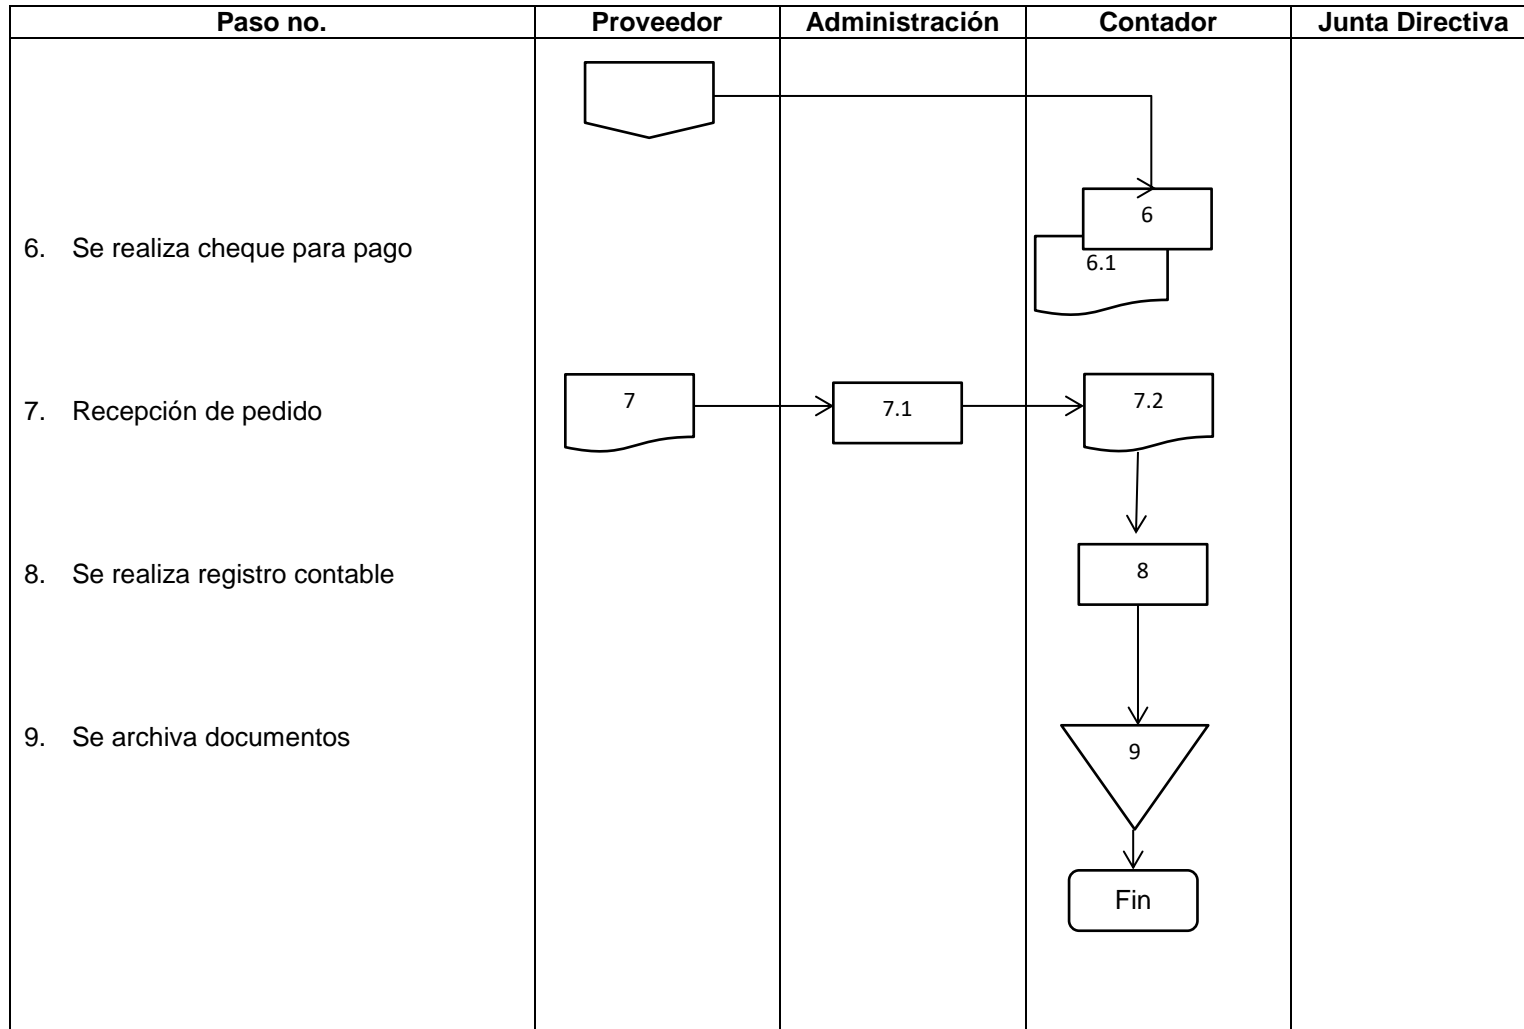 Paso no. Proveedor Administración Contador Junta Directiva
6
6. Se realiza cheque para pago
6.1
7. Recepción de pedido
7 7.1 7.2
8. Se realiza registro contable
8
9. Se archiva documentos
9
Fin